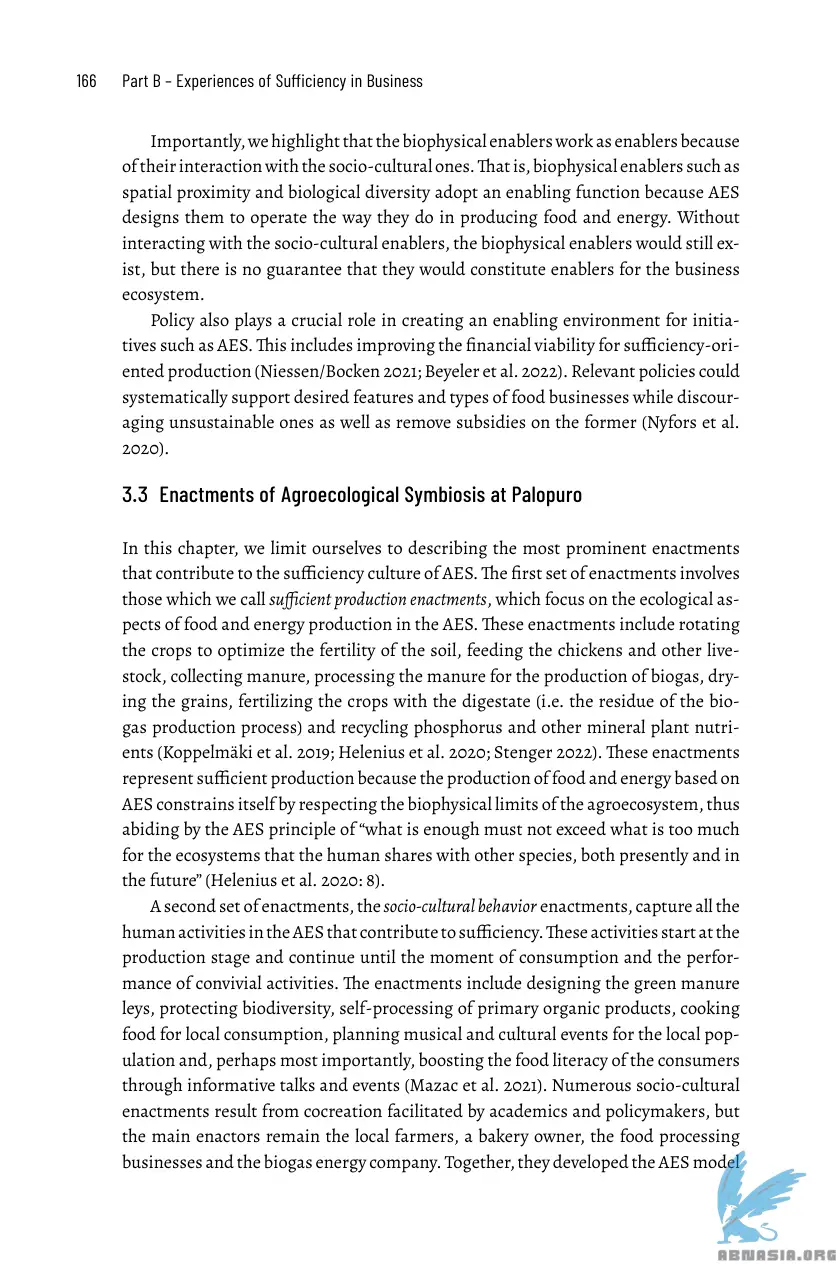 166 Part B – Experiences of Sufficiency in Business
Importantly, we highlight that the biophysical enablers work as enablers because
of their interaction with the socio-cultural ones. That is, biophysical enablers such as
spatial proximity and biological diversity adopt an enabling function because AES
designs them to operate the way they do in producing food and energy. Without
interacting with the socio-cultural enablers, the biophysical enablers would still ex-
ist, but there is no guarantee that they would constitute enablers for the business
ecosystem.
Policy also plays a crucial role in creating an enabling environment for initia-
tives such as AES. This includes improving the financial viability for sufficiency-ori-
ented production (Niessen/Bocken 2021; Beyeler et al. 2022). Relevant policies could
systematically support desired features and types of food businesses while discour-
aging unsustainable ones as well as remove subsidies on the former (Nyfors et al.
2020).
3.3 Enactments of Agroecological Symbiosis at Palopuro
In this chapter, we limit ourselves to describing the most prominent enactments
that contribute to the sufficiency culture of AES. The first set of enactments involves
those which we call sufficient production enactments, which focus on the ecological as-
pects of food and energy production in the AES. These enactments include rotating
the crops to optimize the fertility of the soil, feeding the chickens and other live-
stock, collecting manure, processing the manure for the production of biogas, dry-
ing the grains, fertilizing the crops with the digestate (i.e. the residue of the bio-
gas production process) and recycling phosphorus and other mineral plant nutri-
ents (Koppelmäki et al. 2019; Helenius et al. 2020; Stenger 2022). These enactments
represent sufficient production because the production of food and energy based on
AES constrains itself by respecting the biophysical limits of the agroecosystem, thus
abiding by the AES principle of “what is enough must not exceed what is too much
for the ecosystems that the human shares with other species, both presently and in
the future” (Helenius et al. 2020: 8).
A second set of enactments, the socio-cultural behavior enactments, capture all the
human activities in the AES that contribute to sufficiency. These activities start at the
production stage and continue until the moment of consumption and the perfor-
mance of convivial activities. The enactments include designing the green manure
leys, protecting biodiversity, self-processing of primary organic products, cooking
food for local consumption, planning musical and cultural events for the local pop-
ulation and, perhaps most importantly, boosting the food literacy of the consumers
through informative talks and events (Mazac et al. 2021). Numerous socio-cultural
enactments result from cocreation facilitated by academics and policymakers, but
the main enactors remain the local farmers, a bakery owner, the food processing
businesses and the biogas energy company. Together, they developed the AES model
ABNASIA.ORG